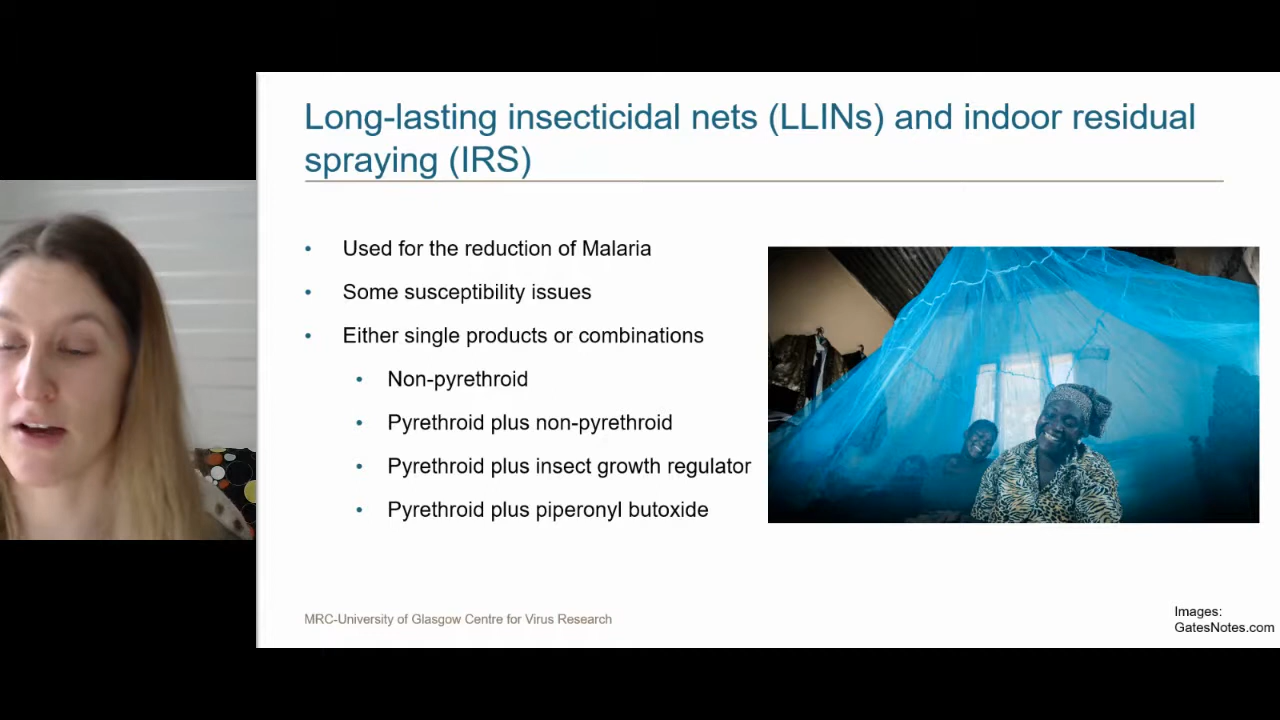 Long-lasting insecticidal nets (LLINs) and indoor residual
spraying (IRS)
• Used for the reduction of Malaria
• Some susceptibility issues
• Either single products or combinations
• Non-pyrethroid
• Pyrethroid plus non-pyrethroid
• Pyrethroid plus insect growth regulator
• Pyrethroid plus piperonyl butoxide
MRC-University of Glasgow Centre for Virus Research
Images:
GatesNotes.com